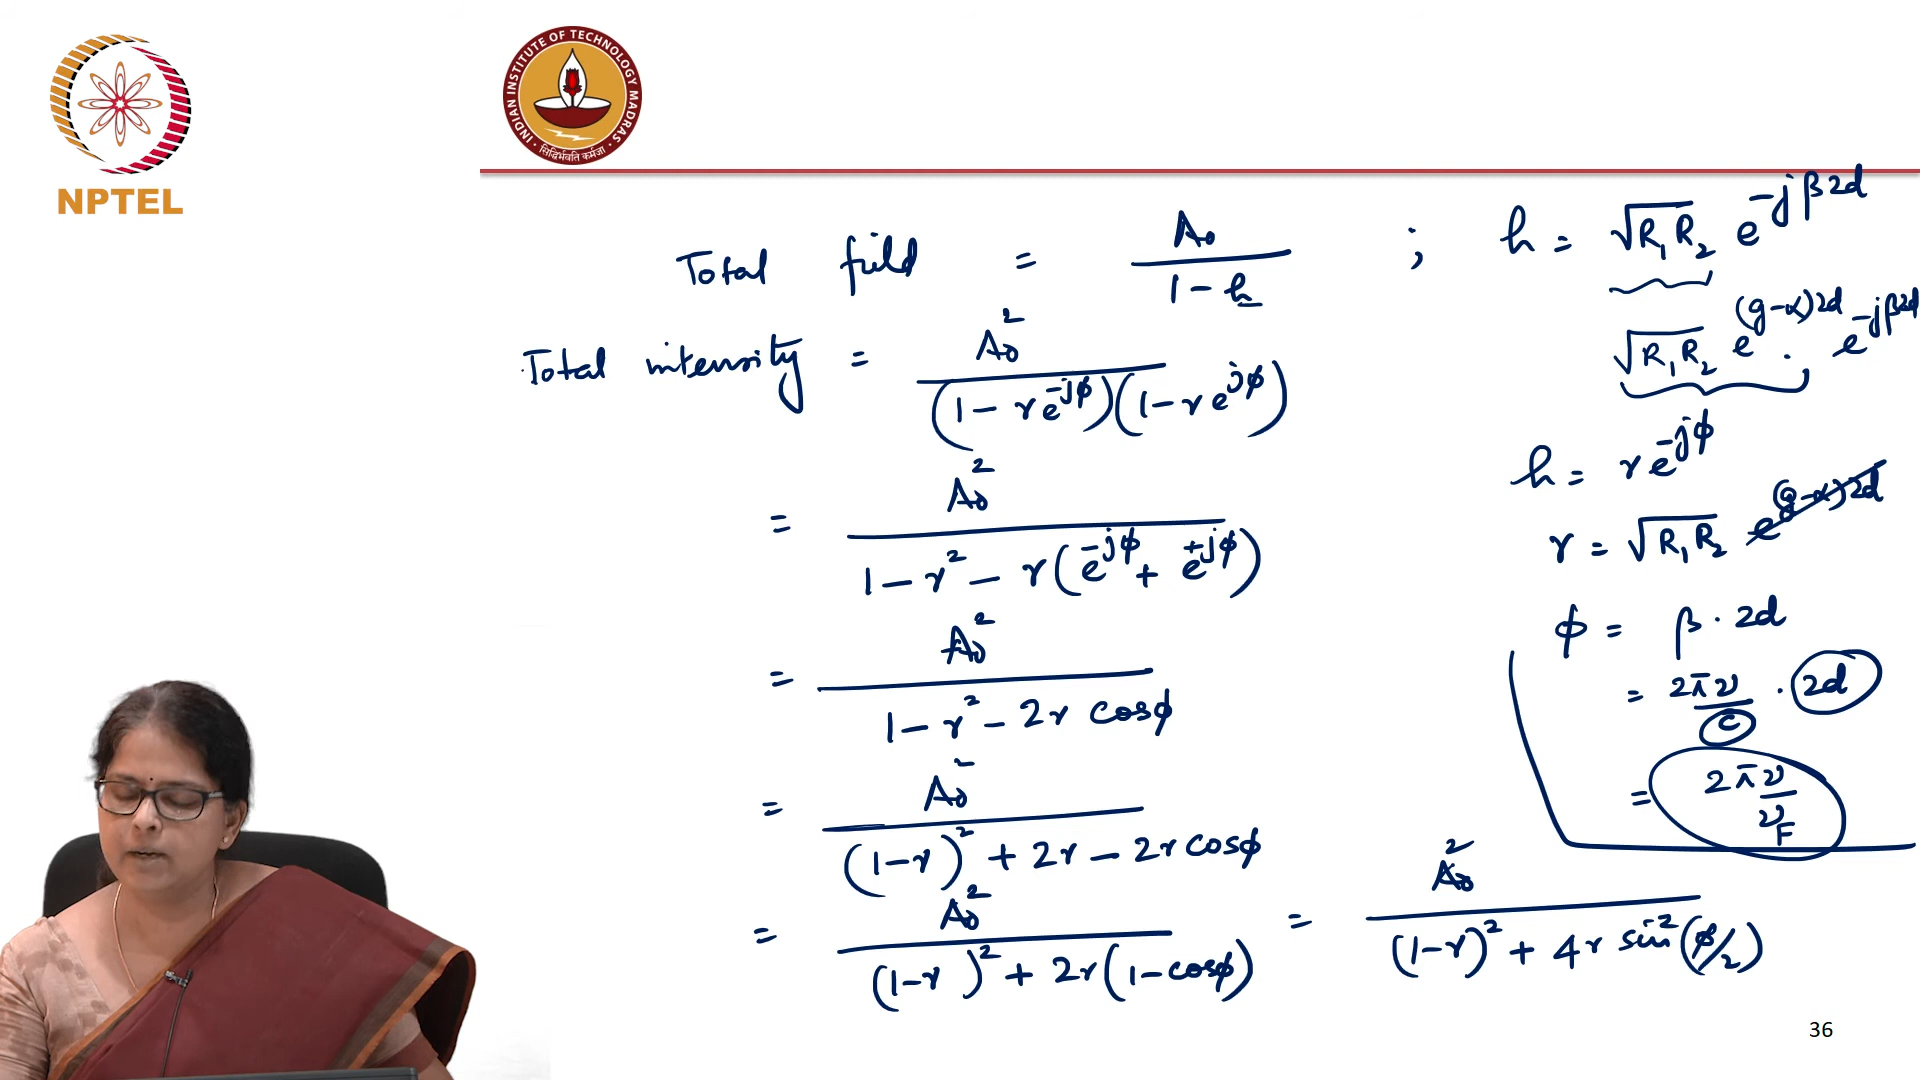 INDIAN INSTITUTE OF TECHNOLOGY MADRAS
सिद्धिर्भवति कर्मजा
NPTEL
Total field = A₀ / (1 - h) ; h = √R₁R₂ e^(-jβ2d)
√R₁R₂ e^((g-α)2d) . e^(-jβ2d)
Total intensity = A₀² / (1 - re^(-jϕ))(1 - re^(jϕ))
h = re^(-jϕ)
= A₀² / 1 - r² - r(e^(-jϕ) + e^(+jϕ))
r = √R₁R₂ e^((g-α)2d)
ϕ = β . 2d
= A₀² / 1 - r² - 2r cosϕ
= 2πν/c . 2d
= 2πν/ν_F
= A₀² / (1-r)² + 2r - 2r cosϕ
= A₀² / (1-r)² + 2r(1-cosϕ) = A₀² / (1-r)² + 4r sin²(ϕ/2)
36